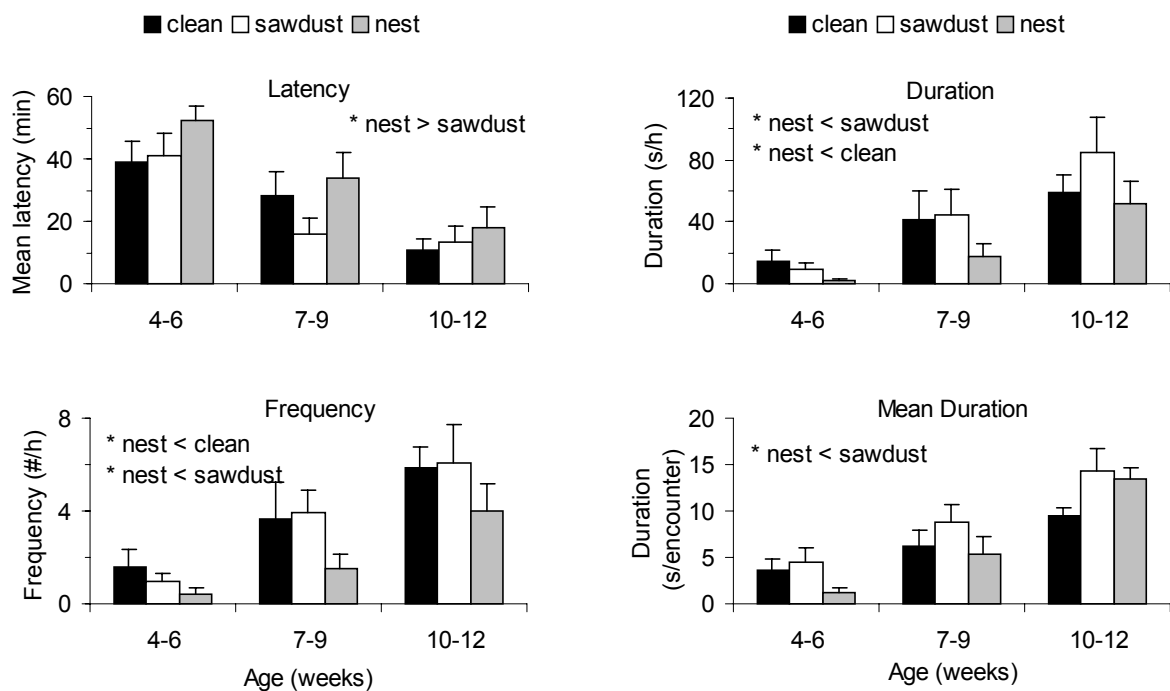 clean sawdust nest
Latency
* nest > sawdust
Mean latency (min)
60
40
20
0
4-6 7-9 10-12
clean sawdust nest
Duration
* nest < sawdust
* nest < clean
Duration (s/h)
120
80
40
0
4-6 7-9 10-12
Frequency
* nest < clean
* nest < sawdust
Frequency (#/h)
8
4
0
4-6 7-9 10-12
Age (weeks)
Mean Duration
* nest < sawdust
Duration
(s/encounter)
20
15
10
5
0
4-6 7-9 10-12
Age (weeks)